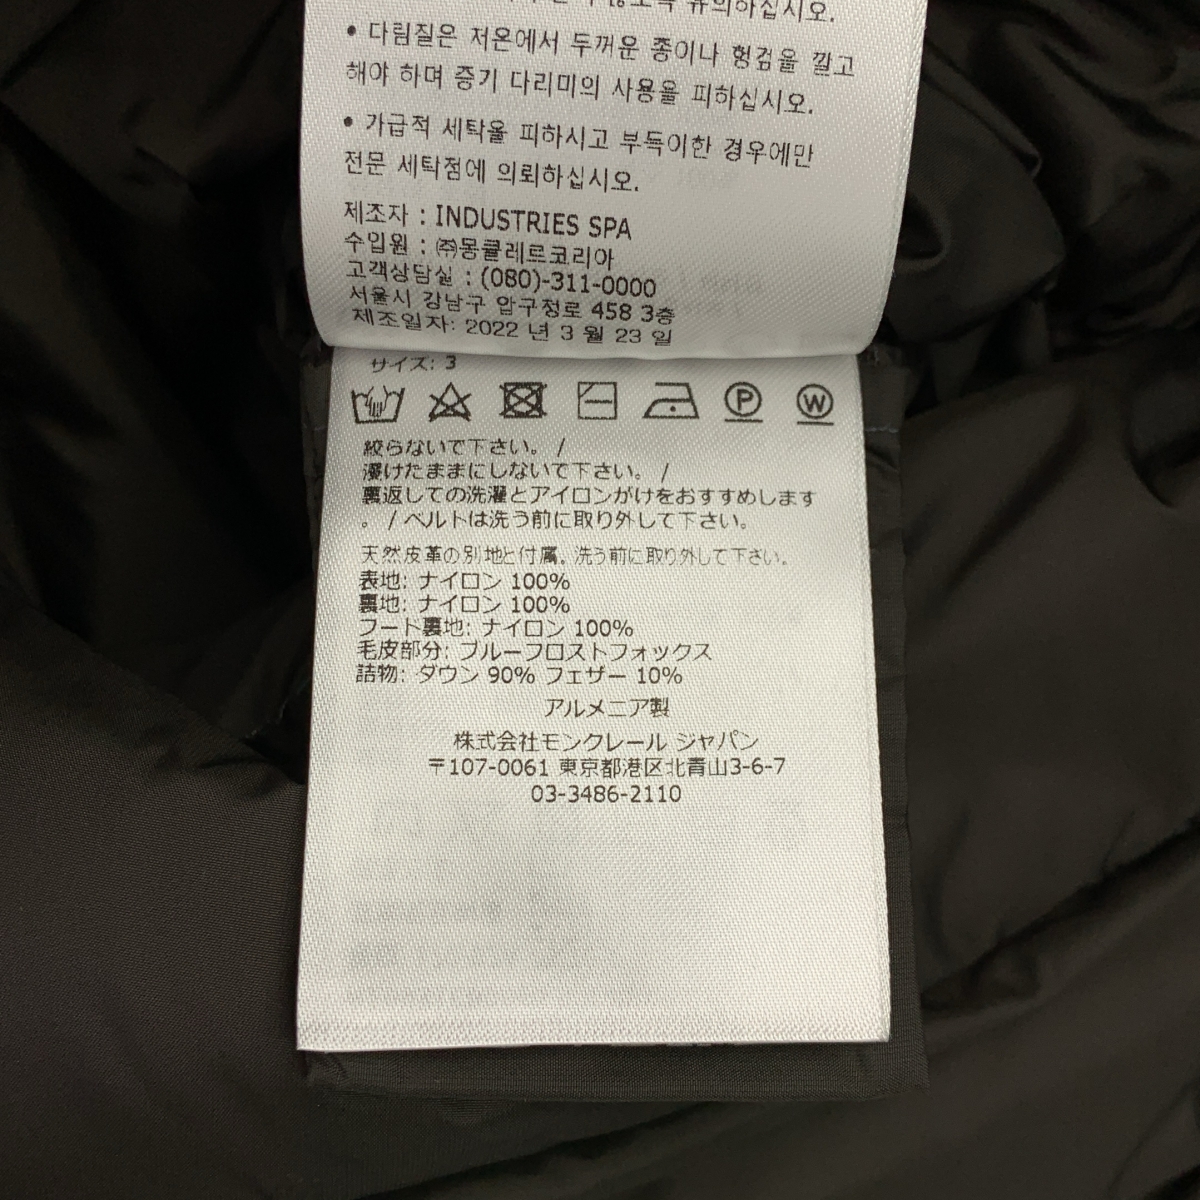 유의하십시오.
• 다림질은 저온에서 두꺼운 종이나 헝겊을 깔고
해야 하며 증기 다리미의 사용을 피하십시오.
• 가급적 세탁을 피하시고 부득이한 경우에만
전문 세탁점에 의뢰하십시오.
제조자 : INDUSTRIES SPA
수입원 : ㈜몽클레르코리아
고객상담실 : (080)-311-0000
서울시 강남구 압구정로 458 3층
제조일자: 2022 년 3 월 23 일
サイズ: 3
P W
絞らないで下さい。 /
漬けたままにしないで下さい。 /
裏返しての洗濯とアイロンがけをおすすめします
。 / ベルトは洗う前に取り外して下さい。
天然皮革の別地と付属。洗う前に取り外して下さい。
表地: ナイロン 100%
裏地: ナイロン 100%
フード裏地: ナイロン 100%
毛皮部分: ブルーフロストフォックス
詰物: ダウン 90% フェザー 10%
アルメニア製
株式会社モンクレール ジャパン
〒107-0061 東京都港区北青山3-6-7
03-3486-2110